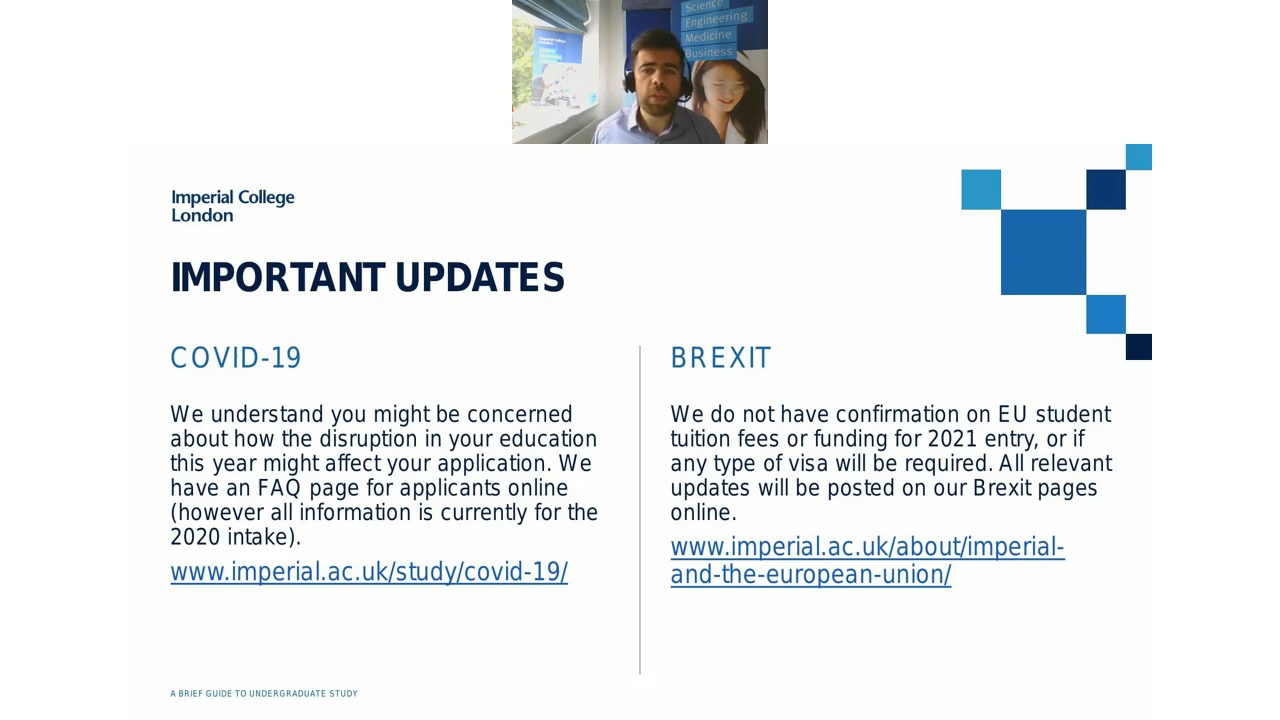 Science
Engineering
Medicine
Business
Imperial College
London
Imperial College
London
IMPORTANT UPDATES
COVID-19
We understand you might be concerned
about how the disruption in your education
this year might affect your application. We
have an FAQ page for applicants online
(however all information is currently for the
2020 intake).
www.imperial.ac.uk/study/covid-19/
BREXIT
We do not have confirmation on EU student
tuition fees or funding for 2021 entry, or if
any type of visa will be required. All relevant
updates will be posted on our Brexit pages
online.
www.imperial.ac.uk/about/imperial-
and-the-european-union/
A BRIEF GUIDE TO UNDERGRADUATE STUDY